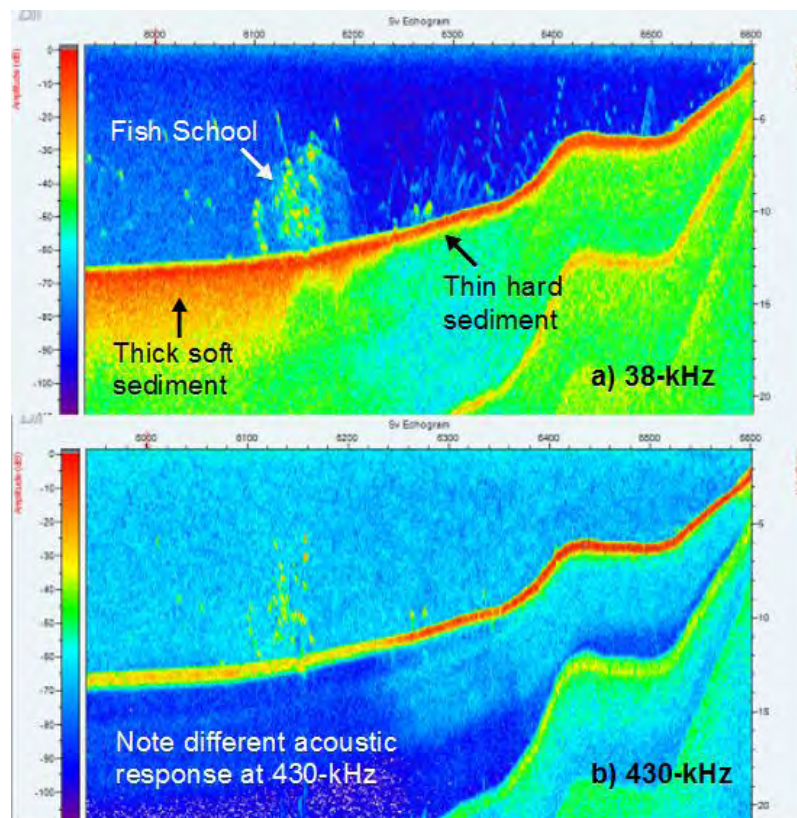 Sv Echogram
6000 6100 6200 6300 6400 6500 6600
Amplitude (dB)
0
-10
-20
-30
-40
-50
-60
-70
-80
-90
-100
5
10
15
20
Fish School
Thick soft
sediment
Thin hard
sediment
a) 38-kHz
Sv Echogram
6000 6100 6200 6300 6400 6500 6600
Amplitude (dB)
0
-10
-20
-30
-40
-50
-60
-70
-80
-90
-100
5
10
15
20
Note different acoustic
response at 430-kHz
b) 430-kHz